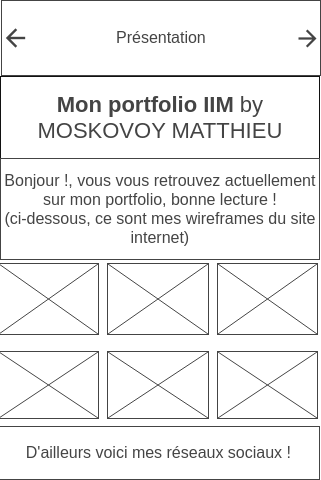 Présentation
Mon portfolio IIM by
MOSKOVOY MATTHIEU
Bonjour !, vous vous retrouvez actuellement
sur mon portfolio, bonne lecture !
(ci-dessous, ce sont mes wireframes du site
internet)
D'ailleurs voici mes réseaux sociaux !